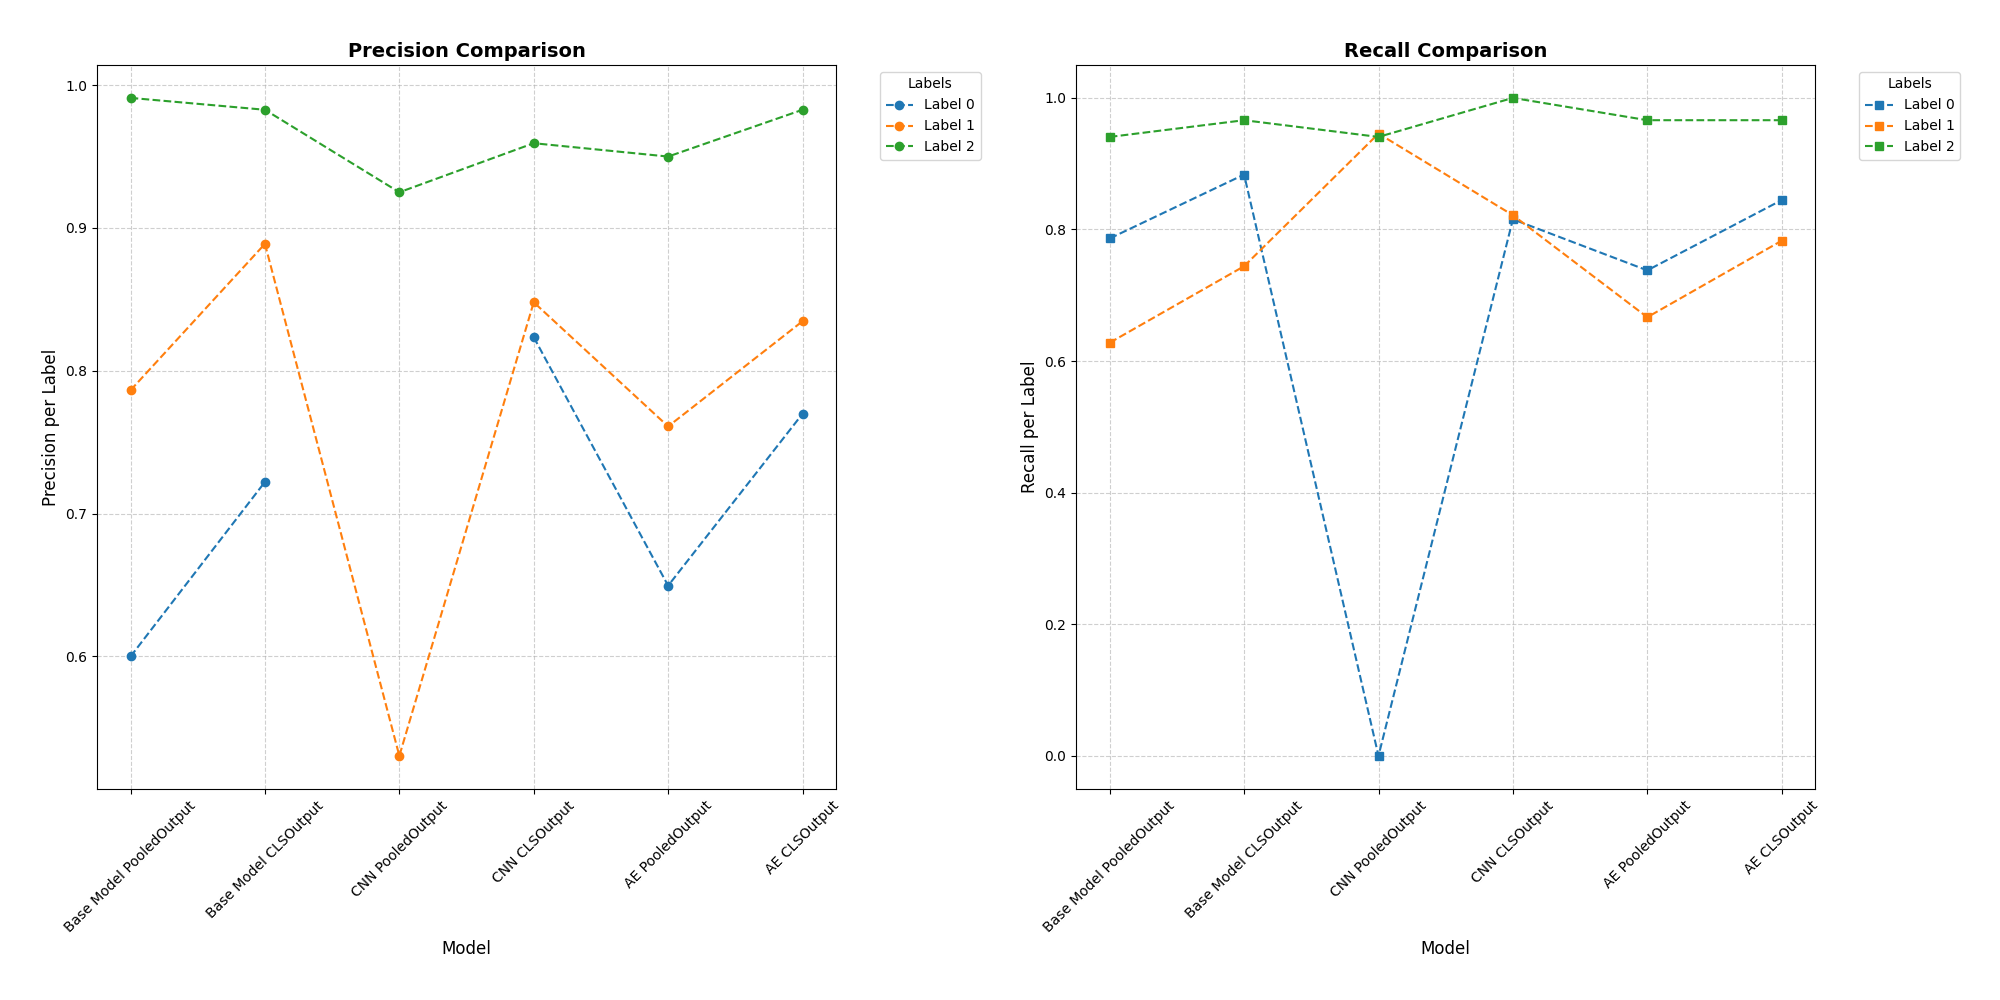 Precision Comparison
Precision per Label
1.0
0.9
0.8
0.7
0.6
Base Model PooledOutput
Base Model CLSOutput
CNN PooledOutput
CNN CLSOutput
AE PooledOutput
AE CLSOutput
Model
Labels
Label 0
Label 1
Label 2
Recall Comparison
Recall per Label
1.0
0.8
0.6
0.4
0.2
0.0
Base Model PooledOutput
Base Model CLSOutput
CNN PooledOutput
CNN CLSOutput
AE PooledOutput
AE CLSOutput
Model
Labels
Label 0
Label 1
Label 2